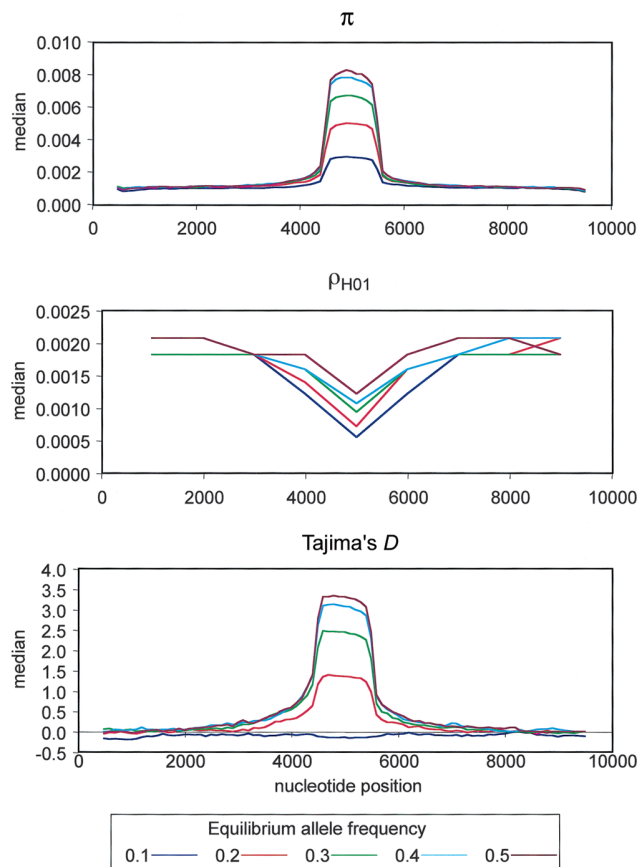 π
0.010
0.008
0.006
0.004
0.002
0.000
median
0 2000 4000 6000 8000 10000
ρH01
0.0025
0.0020
0.0015
0.0010
0.0005
0.0000
median
0 2000 4000 6000 8000 10000
Tajima's D
4.0
3.5
3.0
2.5
2.0
1.5
1.0
0.5
0.0
-0.5
median
0 2000 4000 6000 8000 10000
nucleotide position
Equilibrium allele frequency
0.1 0.2 0.3 0.4 0.5